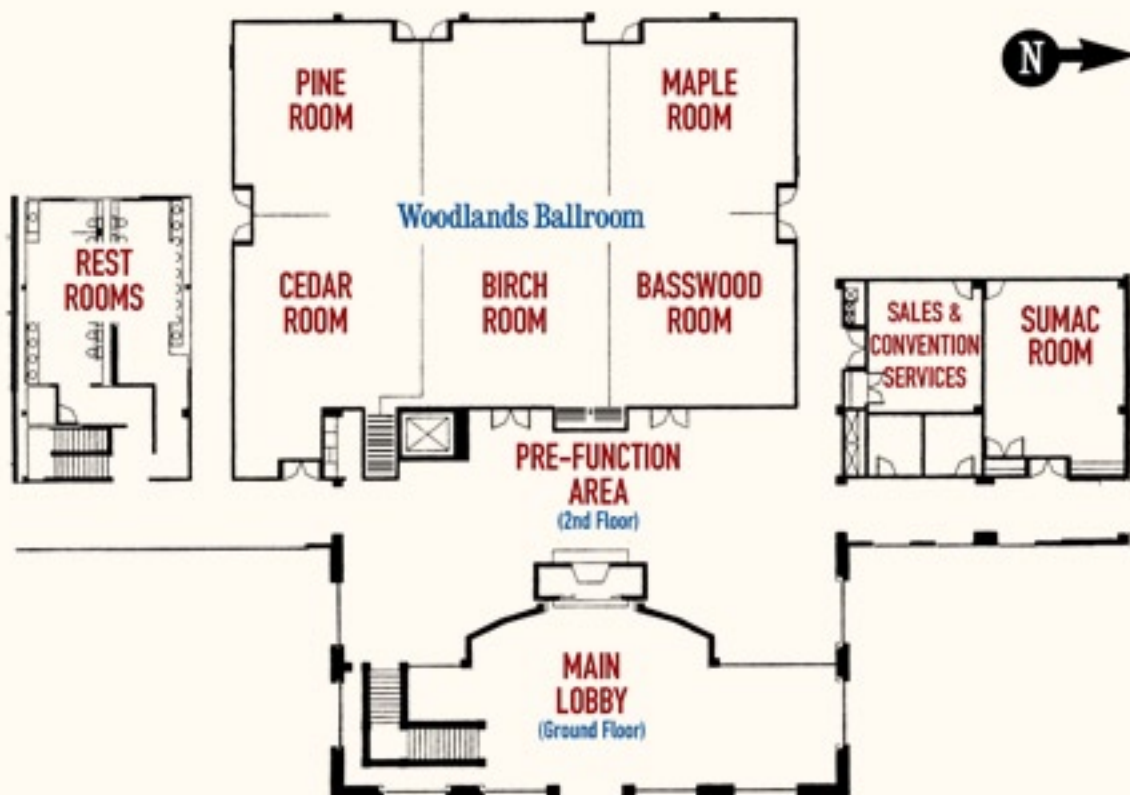 N
PINE
ROOM
MAPLE
ROOM
Woodlands Ballroom
REST
ROOMS
CEDAR
ROOM
BIRCH
ROOM
BASSWOOD
ROOM
SALES &
CONVENTION
SERVICES
SUMAC
ROOM
PRE-FUNCTION
AREA
(2nd Floor)
MAIN
LOBBY
(Ground Floor)